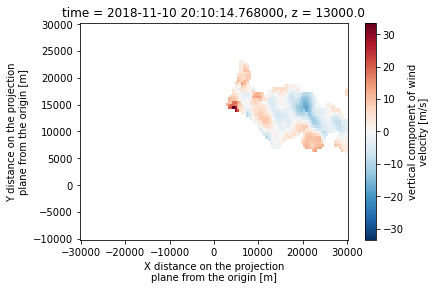 time = 2018-11-10 20:10:14.768000, z = 13000.0
30000
25000
20000
15000
10000
5000
0
−5000
−10000
Y distance on the projection
plane from the origin [m]
−30000 −20000 −10000 0 10000 20000 30000
X distance on the projection
plane from the origin [m]
30
20
10
0
−10
−20
−30
vertical component of wind
velocity [m/s]